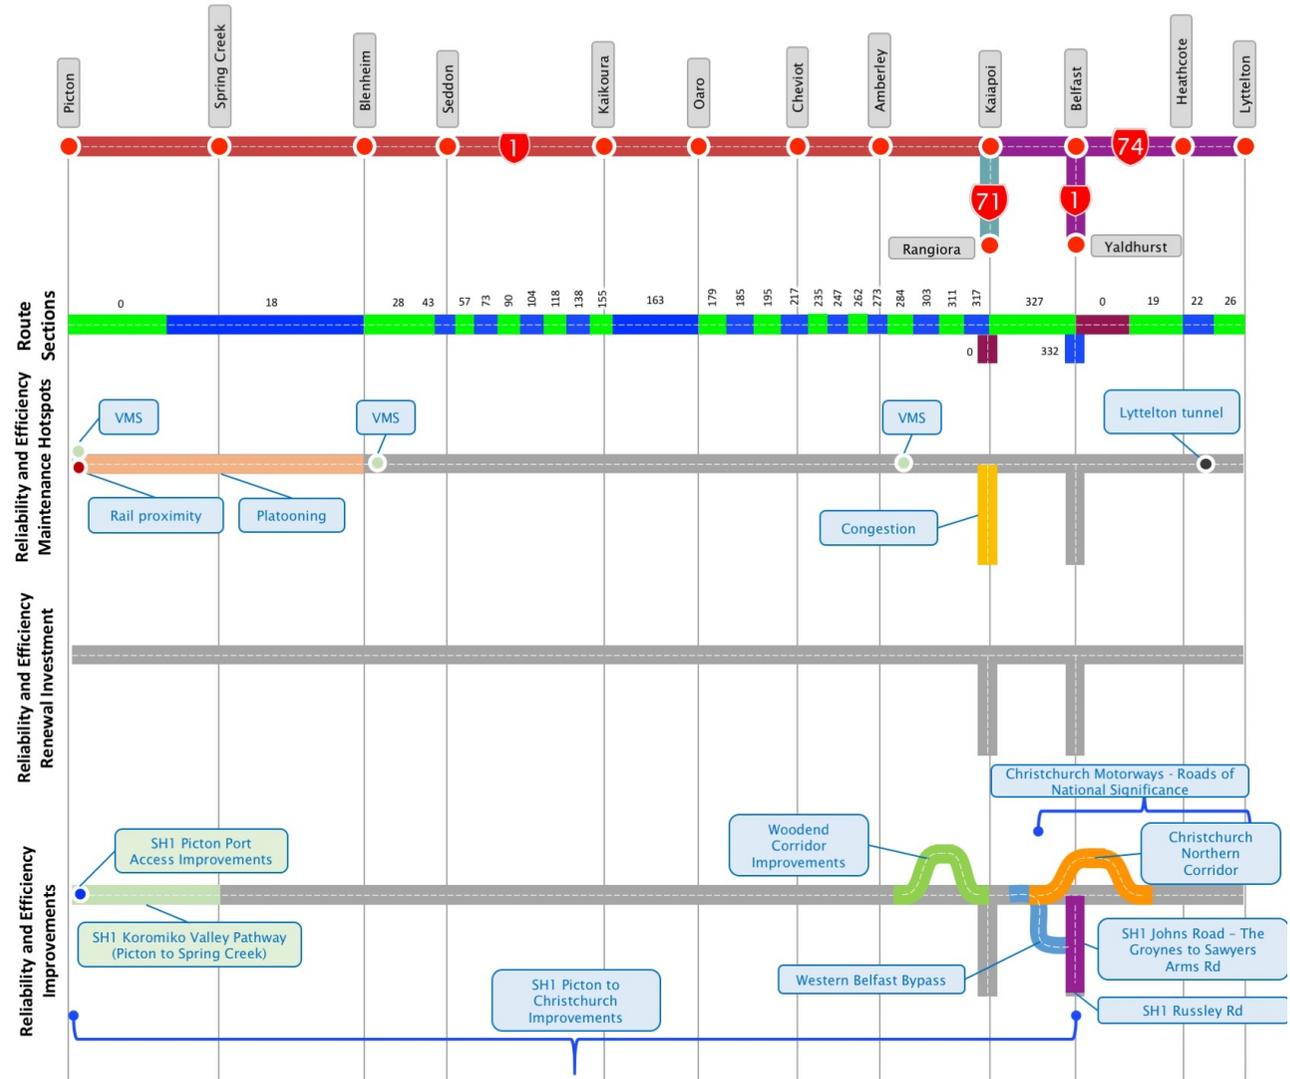 Picton
Spring Creek
Blenheim
Seddon
Kaikoura
Oaro
Cheviot
Amberley
Kaiapoi
Belfast
Heathcote
Lyttelton
1
74
71
1
Rangiora
Yaldhurst
Route
Sections
0
18
28
43
57
73
90
104
118
138
155
163
179
185
195
217
235
247
262
273
284
303
311
317
327
0
19
22
26
0
332
Reliability and Efficiency
Maintenance Hotspots
VMS
VMS
VMS
Lyttelton tunnel
Rail proximity
Platooning
Congestion
Reliability and Efficiency
Renewal Investment
Christchurch Motorways - Roads of
National Significance
Reliability and Efficiency
Improvements
SH1 Picton Port
Access Improvements
Woodend
Corridor
Improvements
Christchurch
Northern
Corridor
SH1 Koromiko Valley Pathway
(Picton to Spring Creek)
SH1 Johns Road – The
Groynes to Sawyers
Arms Rd
Western Belfast Bypass
SH1 Picton to
Christchurch
Improvements
SH1 Russley Rd